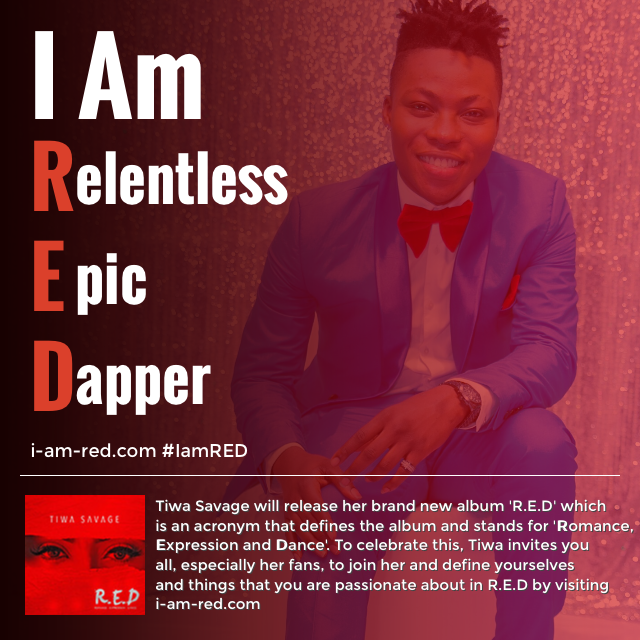 I Am
Relentless
Epic
Dapper
i-am-red.com #IamRED
TIWA SAVAGE
R.E.D
Tiwa Savage will release her brand new album 'R.E.D' which
is an acronym that defines the album and stands for 'Romance,
Expression and Dance'. To celebrate this, Tiwa invites you
all, especially her fans, to join her and define yourselves
and things that you are passionate about in R.E.D by visiting
i-am-red.com